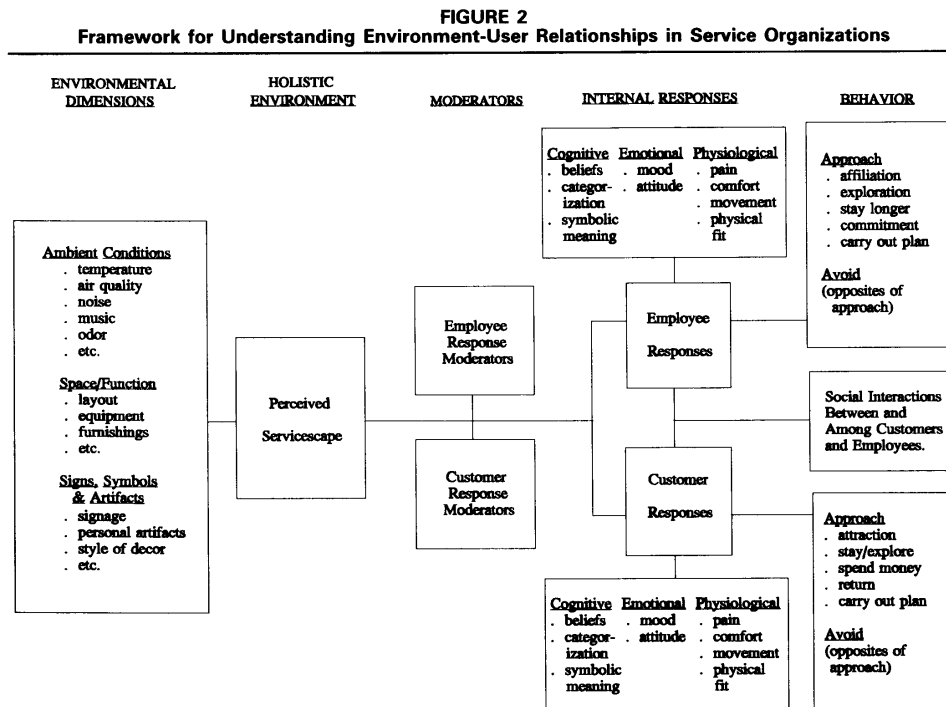 FIGURE 2
Framework for Understanding Environment-User Relationships in Service Organizations
ENVIRONMENTAL
DIMENSIONS
HOLISTIC
ENVIRONMENT
MODERATORS
INTERNAL RESPONSES
BEHAVIOR
Ambient Conditions
. temperature
. air quality
. noise
. music
. odor
. etc.
Space/Function
. layout
. equipment
. furnishings
. etc.
Signs, Symbols
& Artifacts
. signage
. personal artifacts
. style of decor
. etc.
Perceived
Servicescape
Employee
Response
Moderators
Customer
Response
Moderators
Cognitive Emotional Physiological
. beliefs . mood . pain
. categor- . attitude . comfort
ization . movement
. symbolic . physical
meaning fit
Employee
Responses
Customer
Responses
Cognitive Emotional Physiological
. beliefs . mood . pain
. categor- . attitude . comfort
ization . movement
. symbolic . physical
meaning fit
Approach
. affiliation
. exploration
. stay longer
. commitment
. carry out plan
Avoid
(opposites of
approach)
Social Interactions
Between and
Among Customers
and Employees.
Approach
. attraction
. stay/explore
. spend money
. return
. carry out plan
Avoid
(opposites of
approach)